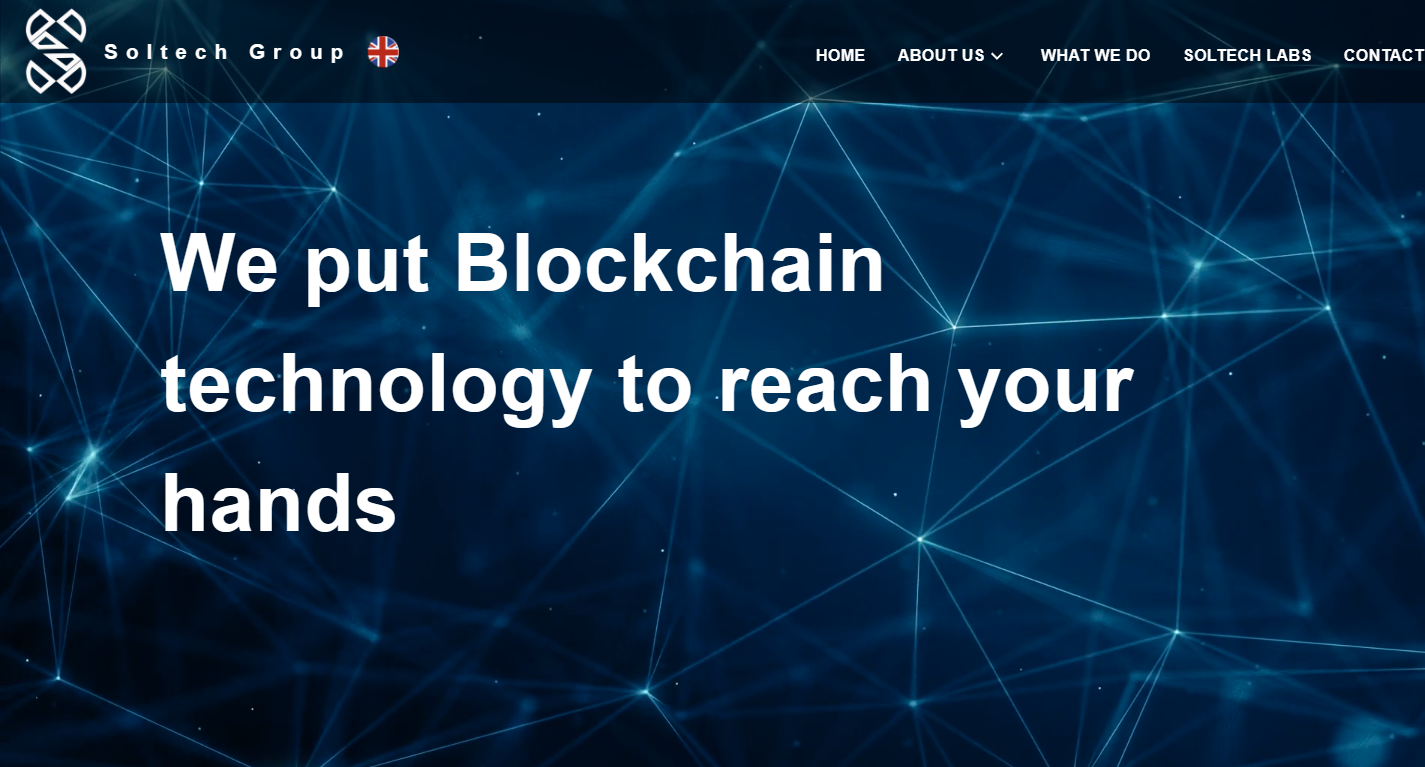 Soltech Group
HOME ABOUT US WHAT WE DO SOLTECH LABS CONTACT
We put Blockchain
technology to reach your
hands